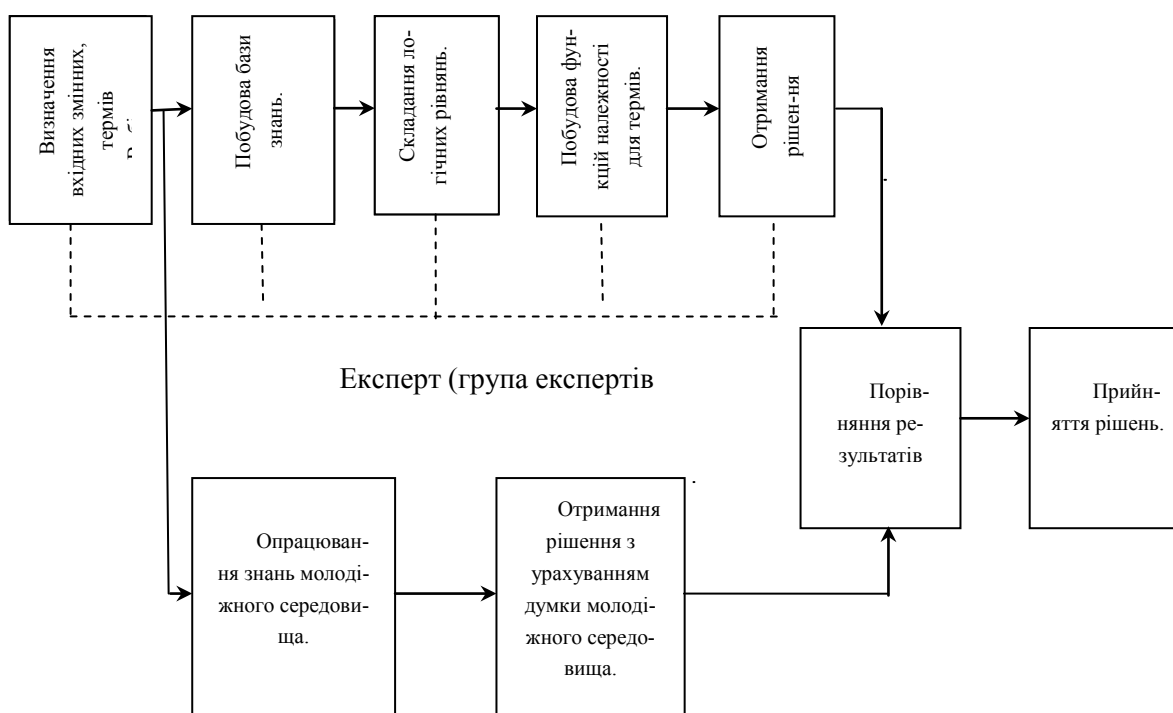 Визначення
вхідних змінних,
термів
Побудова бази
знань.
Складання ло-
гічних рівнянь.
Побудова фун-
кцій належності
для термів.
Отримання
рішен-ня
Експерт (група експертів
Порів-
няння ре-
зультатів
Прийн-
яття рішень.
Опрацюван-
ня знань молоді-
жного середови-
ща.
Отримання
рішення з
урахуванням
думки молоді-
жного середо-
вища.